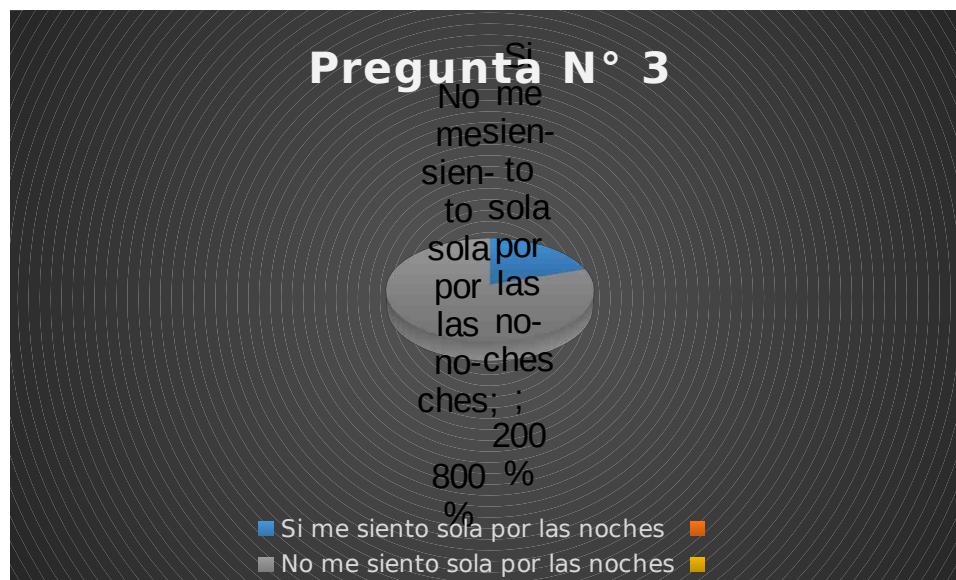 Pregunta N° 3
Si
me
sien-
to
sola
por
las
no-
ches
;
200
%
No
me
sien-
to
sola
por
las
no-
ches;
800
%
Si me siento sola por las noches
No me siento sola por las noches